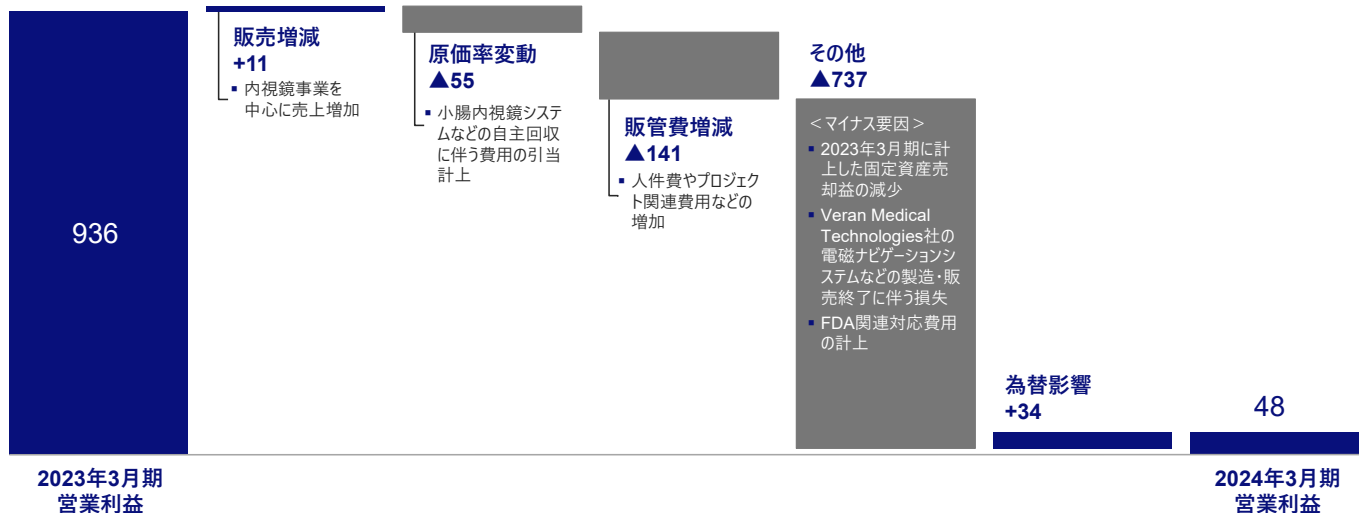 936
2023年3月期
営業利益
販売増減
+11
▪ 内視鏡事業を
中心に売上増加
原価率変動
▲55
▪ 小腸内視鏡システ
ムなどの自主回収
に伴う費用の引当
計上
販管費増減
▲141
▪ 人件費やプロジェク
ト関連費用などの
増加
その他
▲737
＜マイナス要因＞
▪ 2023年3月期に計
上した固定資産売
却益の減少
▪ Veran Medical
Technologies社の
電磁ナビゲーションシ
ステムなどの製造・販
売終了に伴う損失
▪ FDA関連対応費用
の計上
為替影響
+34
48
2024年3月期
営業利益